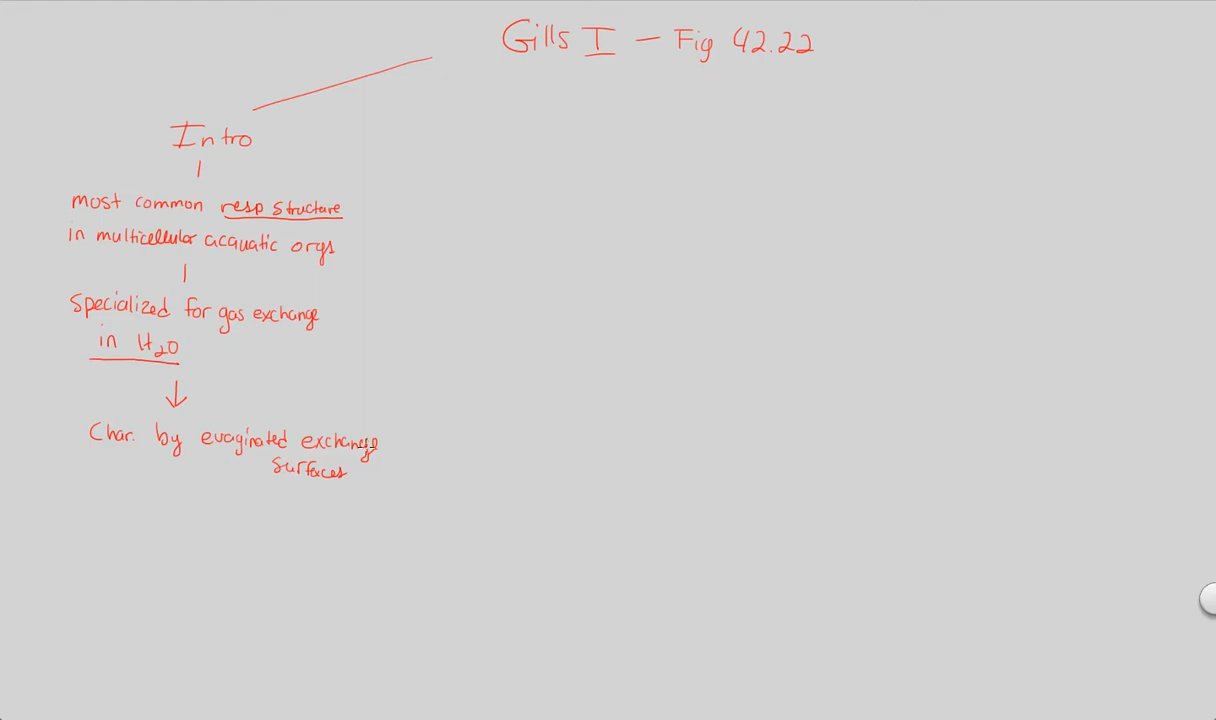 Gills I - Fig 42.22
Intro
most common resp structure
in multicellular acquatic orgs
Specialized for gas exchange
in H₂O
Char. by evaginated exchange
surfaces